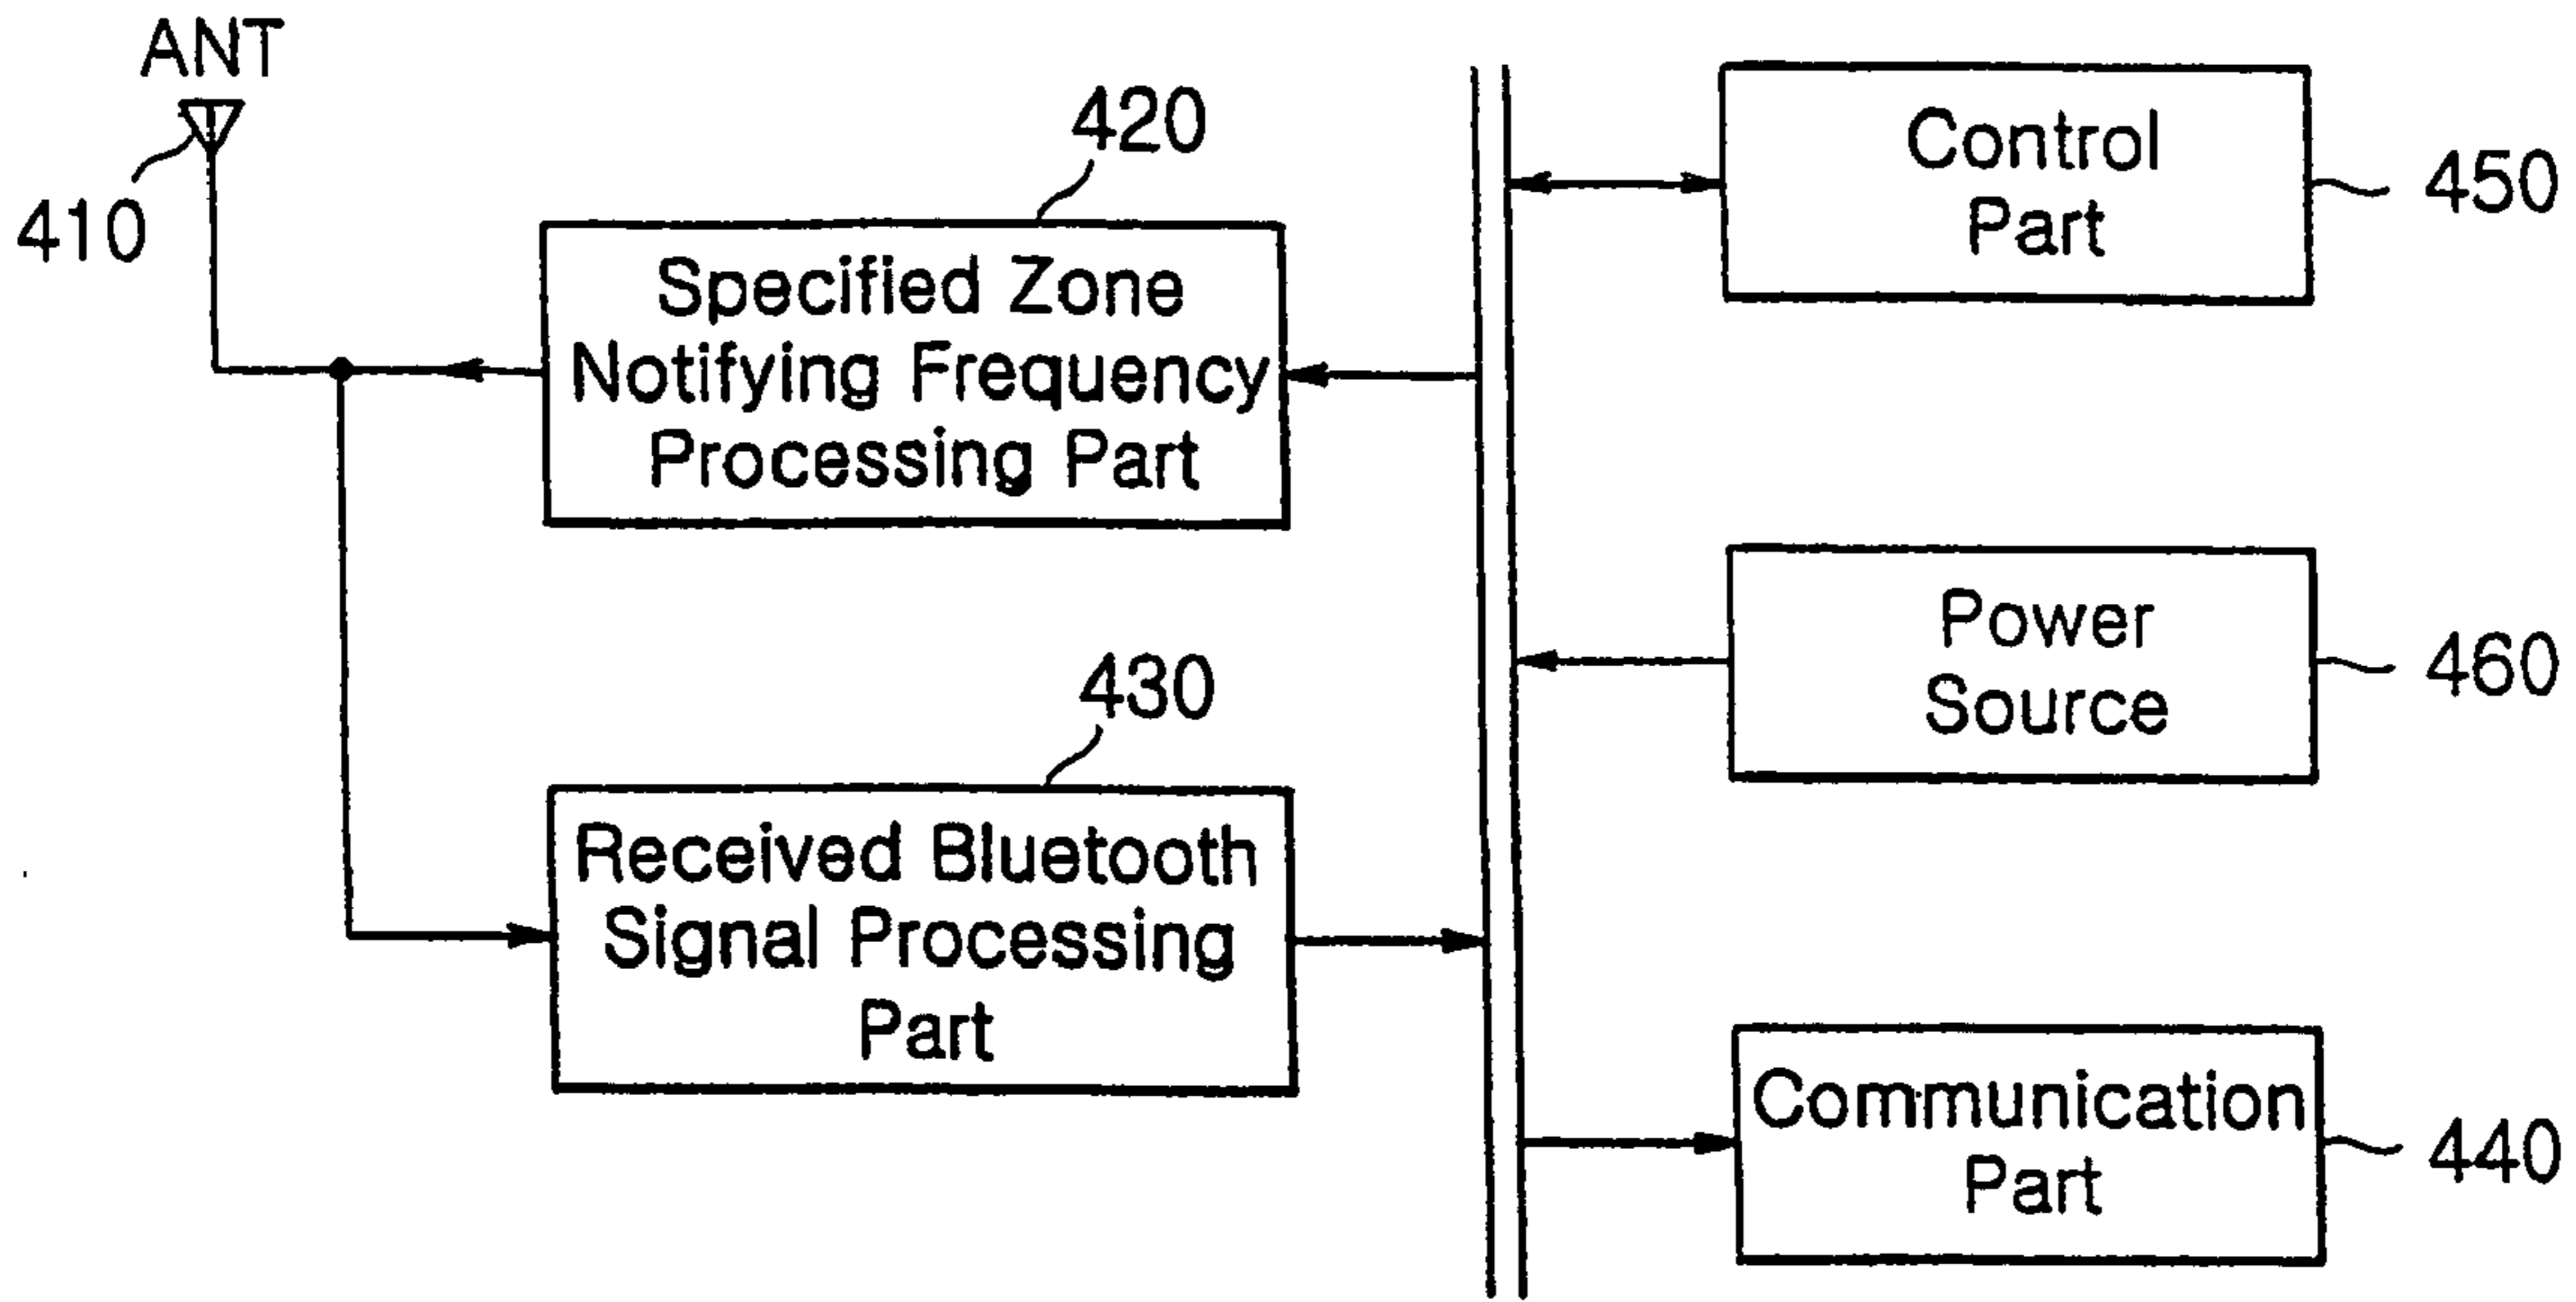 ANT
410
420
Specified Zone
Notifying Frequency
Processing Part
430
Received Bluetooth
Signal Processing
Part
Control
Part
450
Power
Source
460
Communication
Part
440